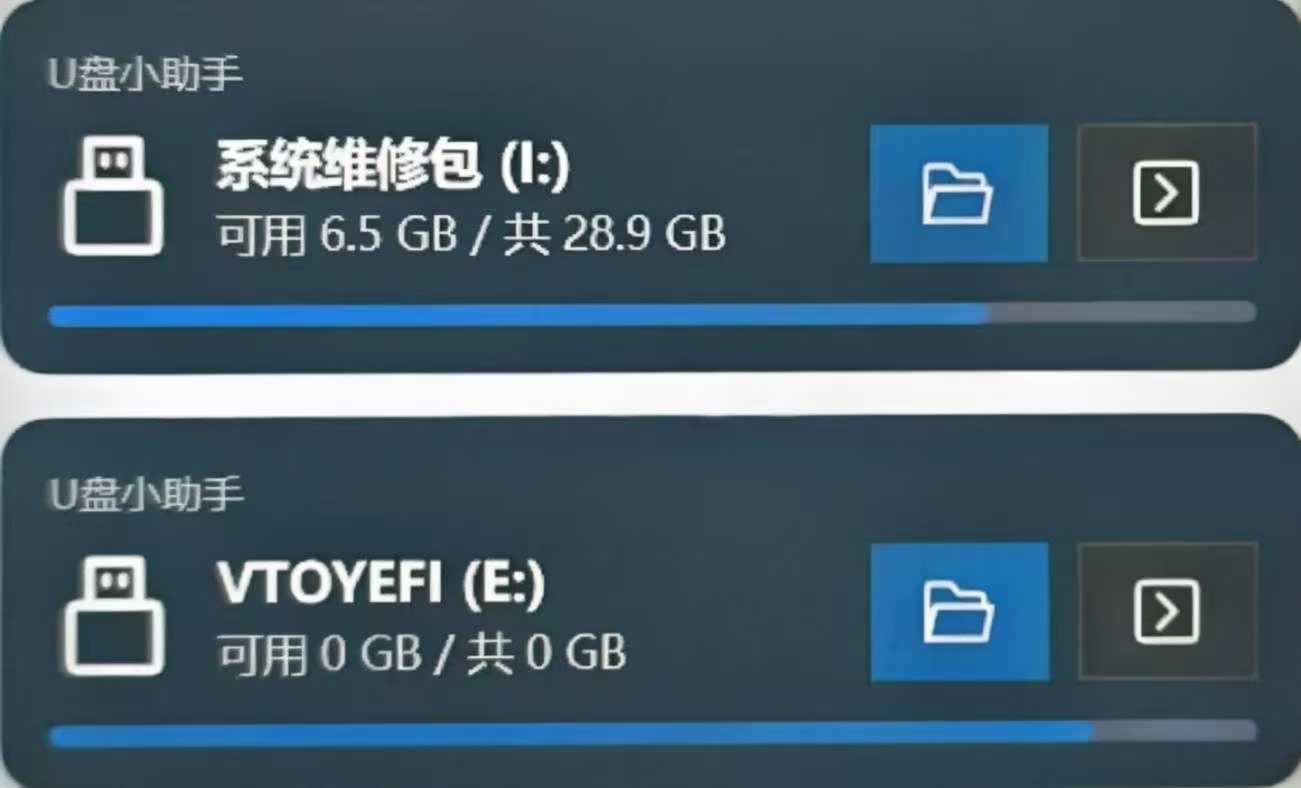 U盘小助手
系统维修包 (I:)
可用 6.5 GB / 共 28.9 GB
U盘小助手
VTOYEFI (E:)
可用 0 GB / 共 0 GB